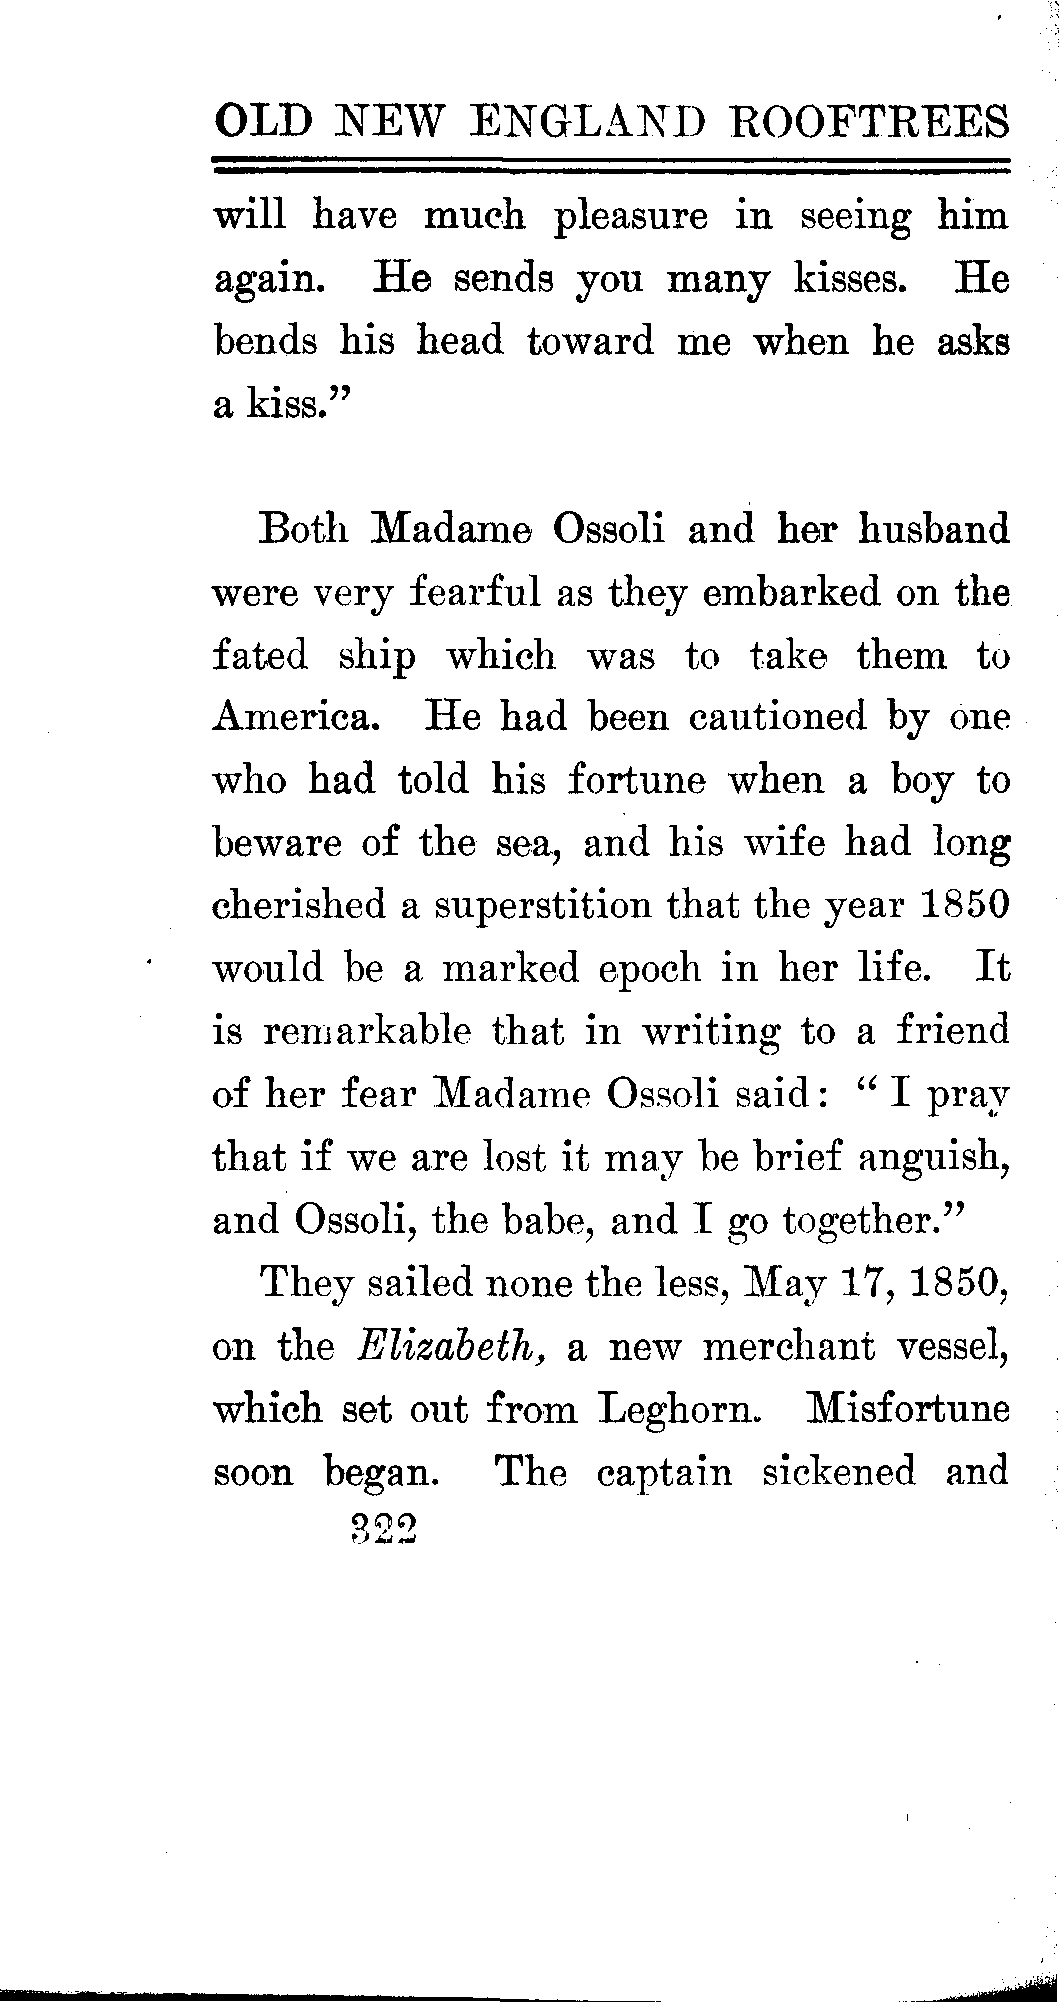 OLD NEW ENGLAND ROOFTREES
will have much pleasure in seeing him
again. He sends you many kisses. He
bends his head toward me when he asks
a kiss.”
Both Madame Ossoli and her husband
were very fearful as they embarked on the
fated ship which was to take them to
America. He had been cautioned by one
who had told his fortune when a boy to
beware of the sea, and his wife had long
cherished a superstition that the year 1850
would be a marked epoch in her life. It
is remarkable that in writing to a friend
of her fear Madame Ossoli said: “ I pray
that if we are lost it may be brief anguish,
and Ossoli, the babe, and I go together.”
They sailed none the less, May 17, 1850,
on the Elizabeth, a new merchant vessel,
which set out from Leghorn. Misfortune
soon began. The captain sickened and
322